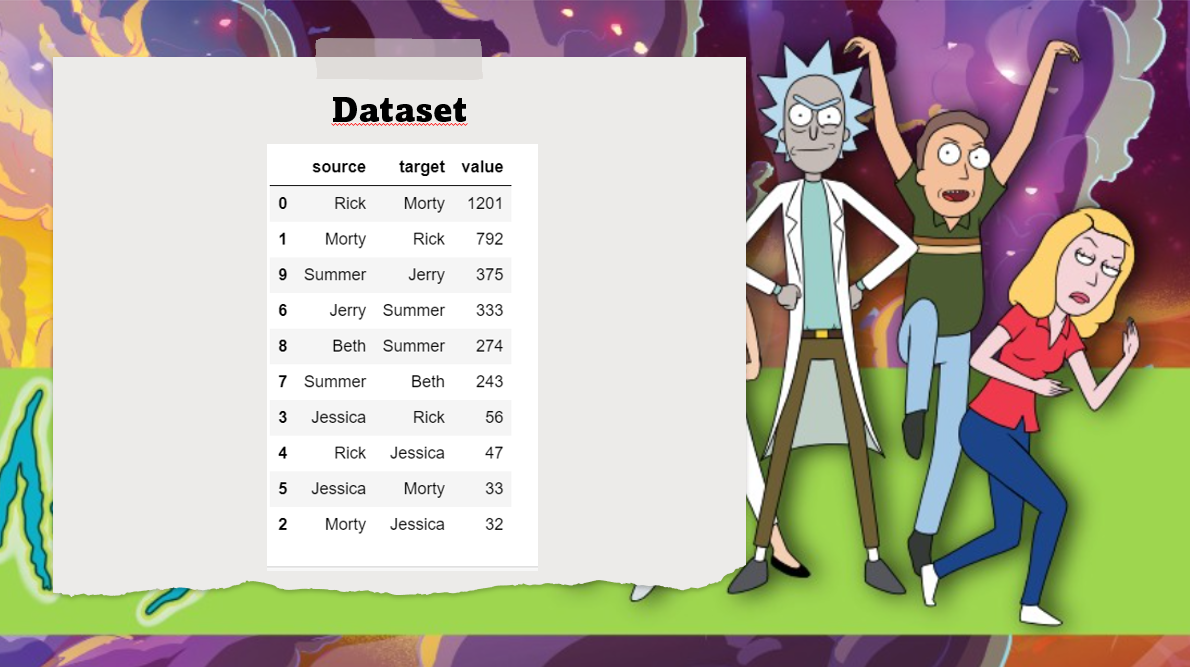 Dataset
source target value
0 Rick Morty 1201
1 Morty Rick 792
9 Summer Jerry 375
6 Jerry Summer 333
8 Beth Summer 274
7 Summer Beth 243
3 Jessica Rick 56
4 Rick Jessica 47
5 Jessica Morty 33
2 Morty Jessica 32